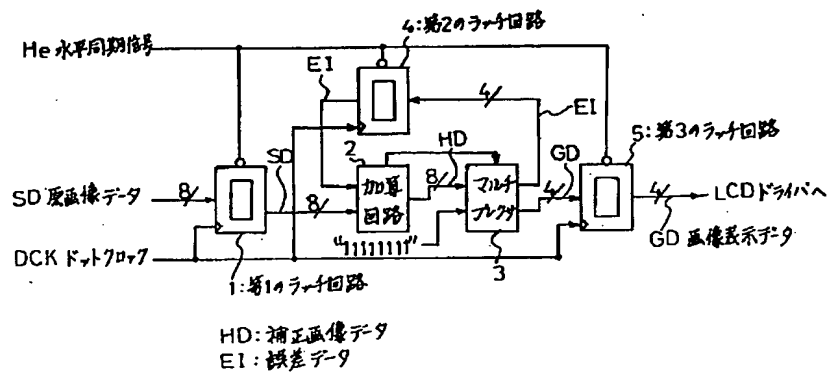 4:第2のラッチ回路
He 水平同期信号
EI
4
EI
HD
5:第3のラッチ回路
2
SD
GD
SD 原画像データ
8
8
加算
回路
8
マルチ
プレクサ
4
4
LCDドライバへ
GD 画像表示データ
"11111111"
3
DCK ドットクロック
1:第1のラッチ回路
HD:補正画像データ
EI:誤差データ